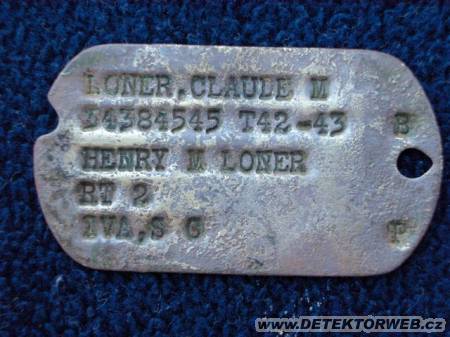 LONER,CLAUDE M
34384545 T42-43 B
HENRY M LONER
RT 2
IVA,S C P
www.DETEKTORWEB.cz